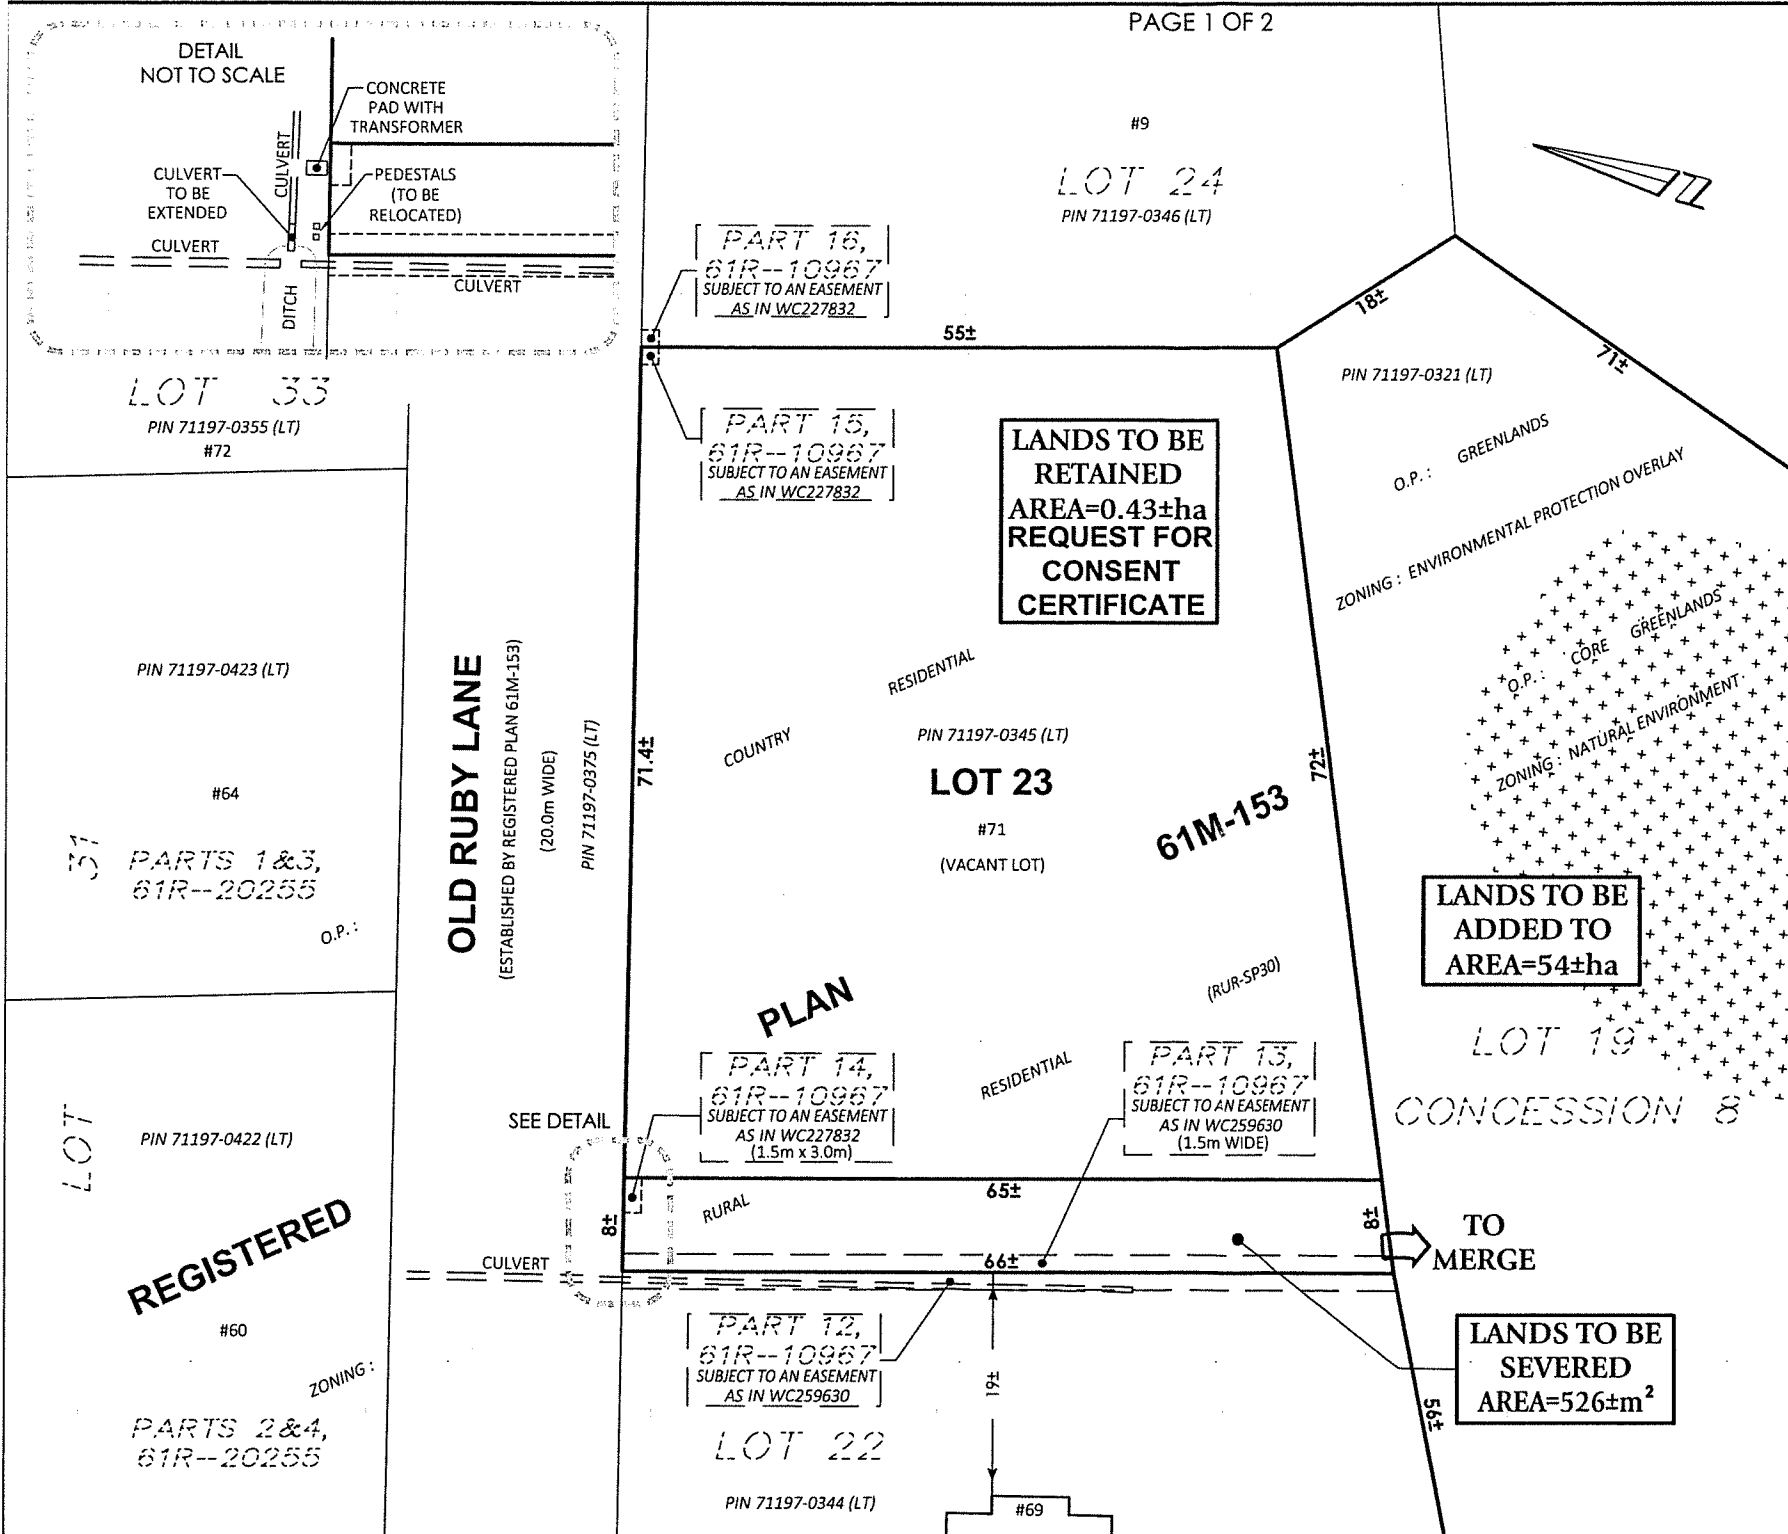 PAGE 1 OF 2
DETAIL
NOT TO SCALE
CONCRETE
PAD WITH
TRANSFORMER
CULVERT
CULVERT
TO BE
EXTENDED
PEDESTALS
(TO BE
RELOCATED)
CULVERT
CULVERT
DITCH
#9
LOT 24
PIN 71197-0346 (LT)
N
PART 16,
61R--10967
SUBJECT TO AN EASEMENT
AS IN WC227832
55±
18±
71±
LOT 33
PIN 71197-0355 (LT)
#72
PART 15,
61R--10967
SUBJECT TO AN EASEMENT
AS IN WC227832
LANDS TO BE
RETAINED
AREA=0.43±ha
REQUEST FOR
CONSENT
CERTIFICATE
PIN 71197-0321 (LT)
O.P. : GREENLANDS
ZONING : ENVIRONMENTAL PROTECTION OVERLAY
O.P. : CORE GREENLANDS
ZONING : NATURAL ENVIRONMENT
PIN 71197-0423 (LT)
#64
31
PARTS 1&3,
61R--20255
O.P. :
OLD RUBY LANE
(ESTABLISHED BY REGISTERED PLAN 61M-153)
(20.0m WIDE)
PIN 71197-0375 (LT)
71.4±
COUNTRY
RESIDENTIAL
PIN 71197-0345 (LT)
LOT 23
#71
(VACANT LOT)
72±
61M-153
LANDS TO BE
ADDED TO
AREA=54±ha
PLAN
(RUR-SP30)
LOT 19
CONCESSION 8
PART 14,
61R--10967
SUBJECT TO AN EASEMENT
AS IN WC227832
(1.5m x 3.0m)
RESIDENTIAL
PART 13,
61R--10967
SUBJECT TO AN EASEMENT
AS IN WC259630
(1.5m WIDE)
SEE DETAIL
LOT
PIN 71197-0422 (LT)
REGISTERED
#60
ZONING :
PARTS 2&4,
61R--20255
8±
RURAL
65±
8±
TO
MERGE
CULVERT
66±
PART 12,
61R--10967
SUBJECT TO AN EASEMENT
AS IN WC259630
19±
LANDS TO BE
SEVERED
AREA=526±m²
56±
LOT 22
PIN 71197-0344 (LT)
#69